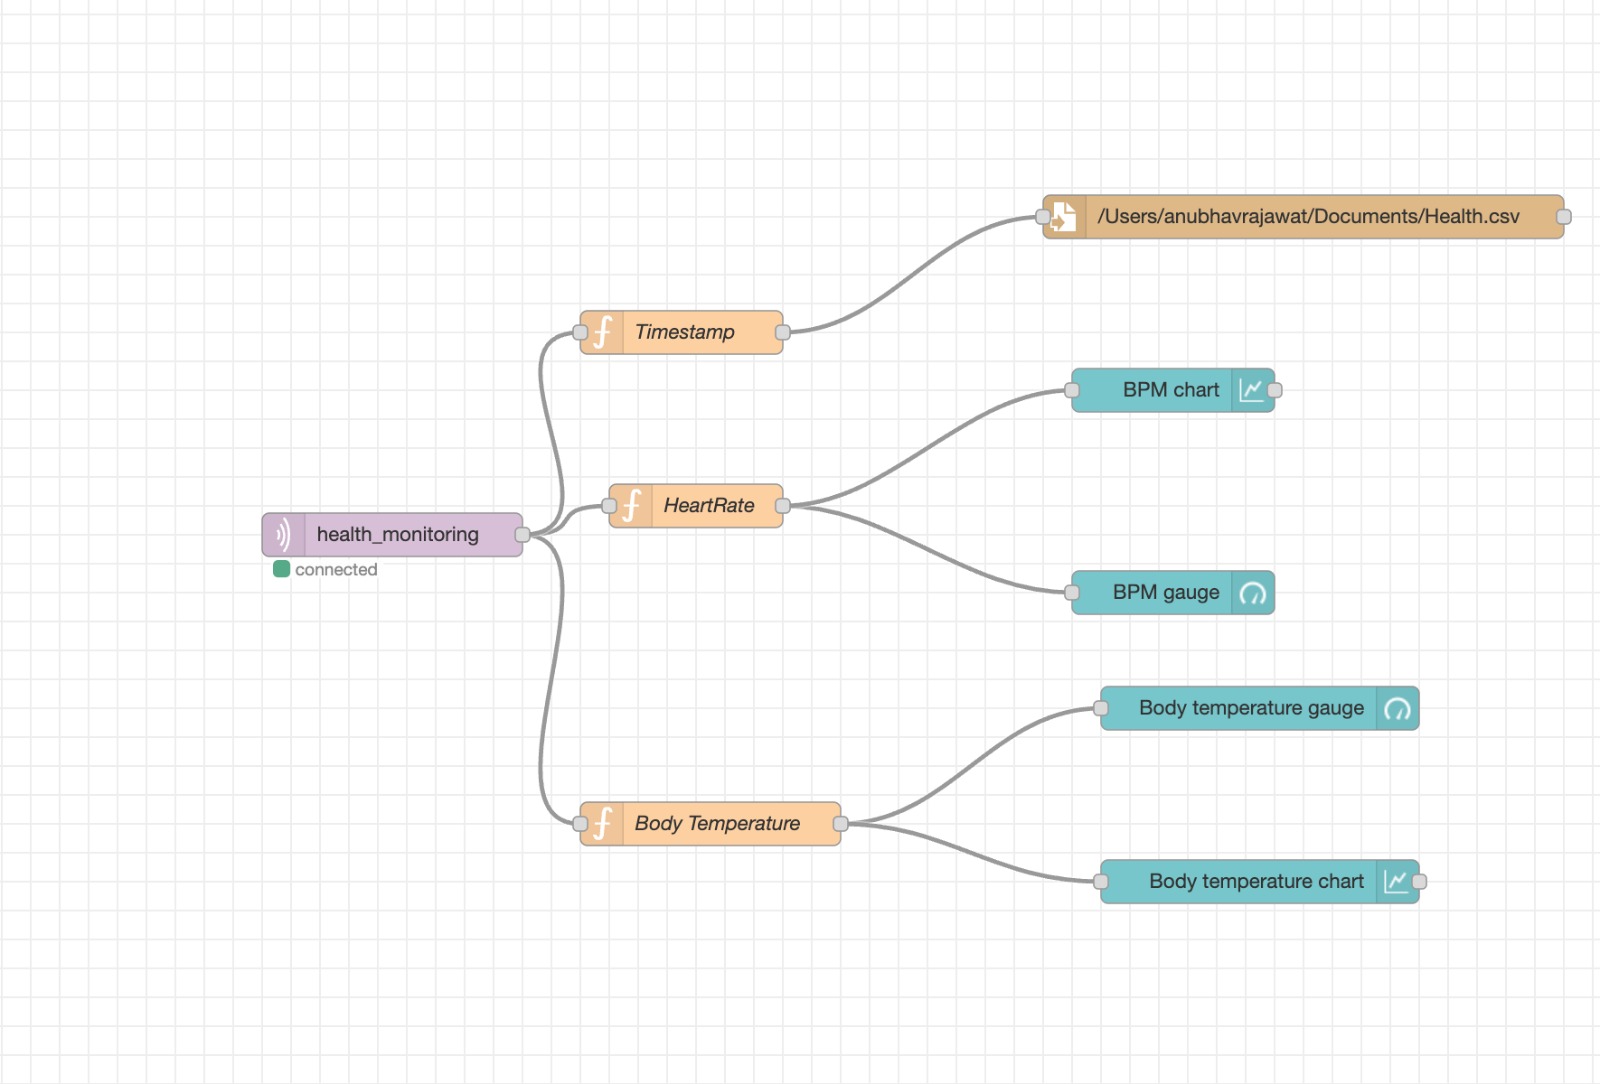 /Users/anubhavrajawat/Documents/Health.csv
Timestamp
BPM chart
HeartRate
health_monitoring
connected
BPM gauge
Body temperature gauge
Body Temperature
Body temperature chart